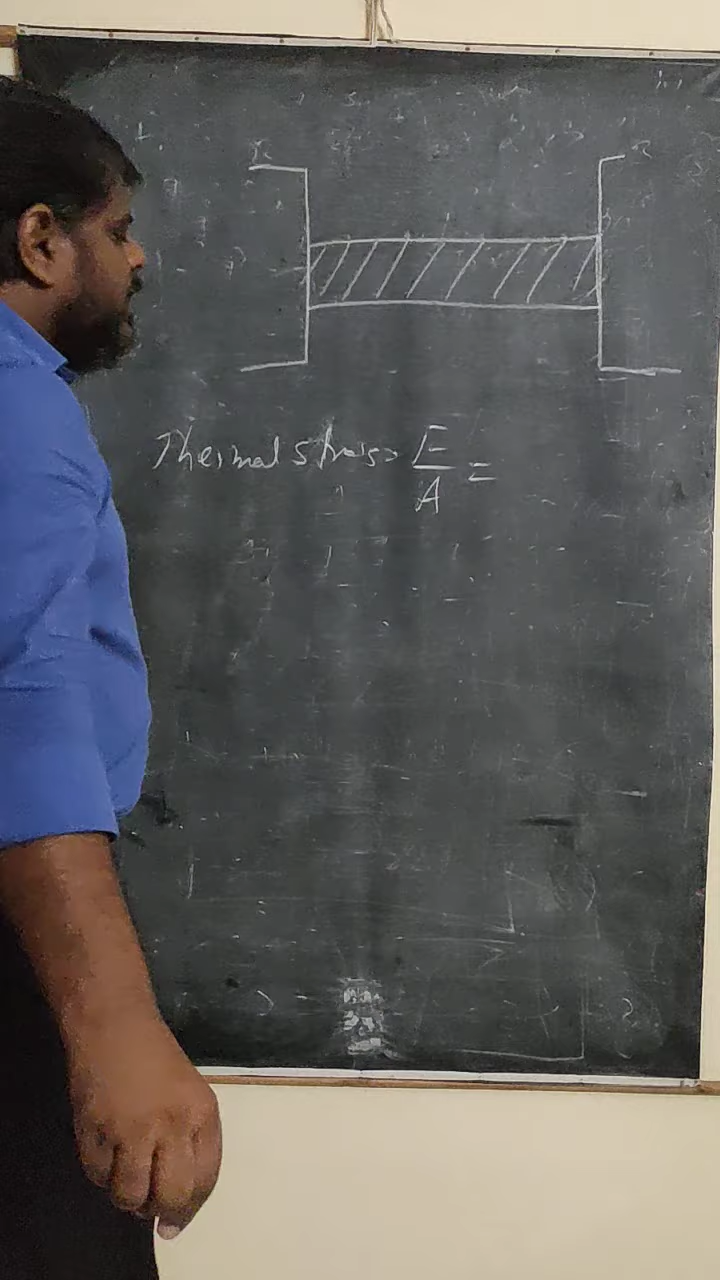 Thermal stress = F/A =